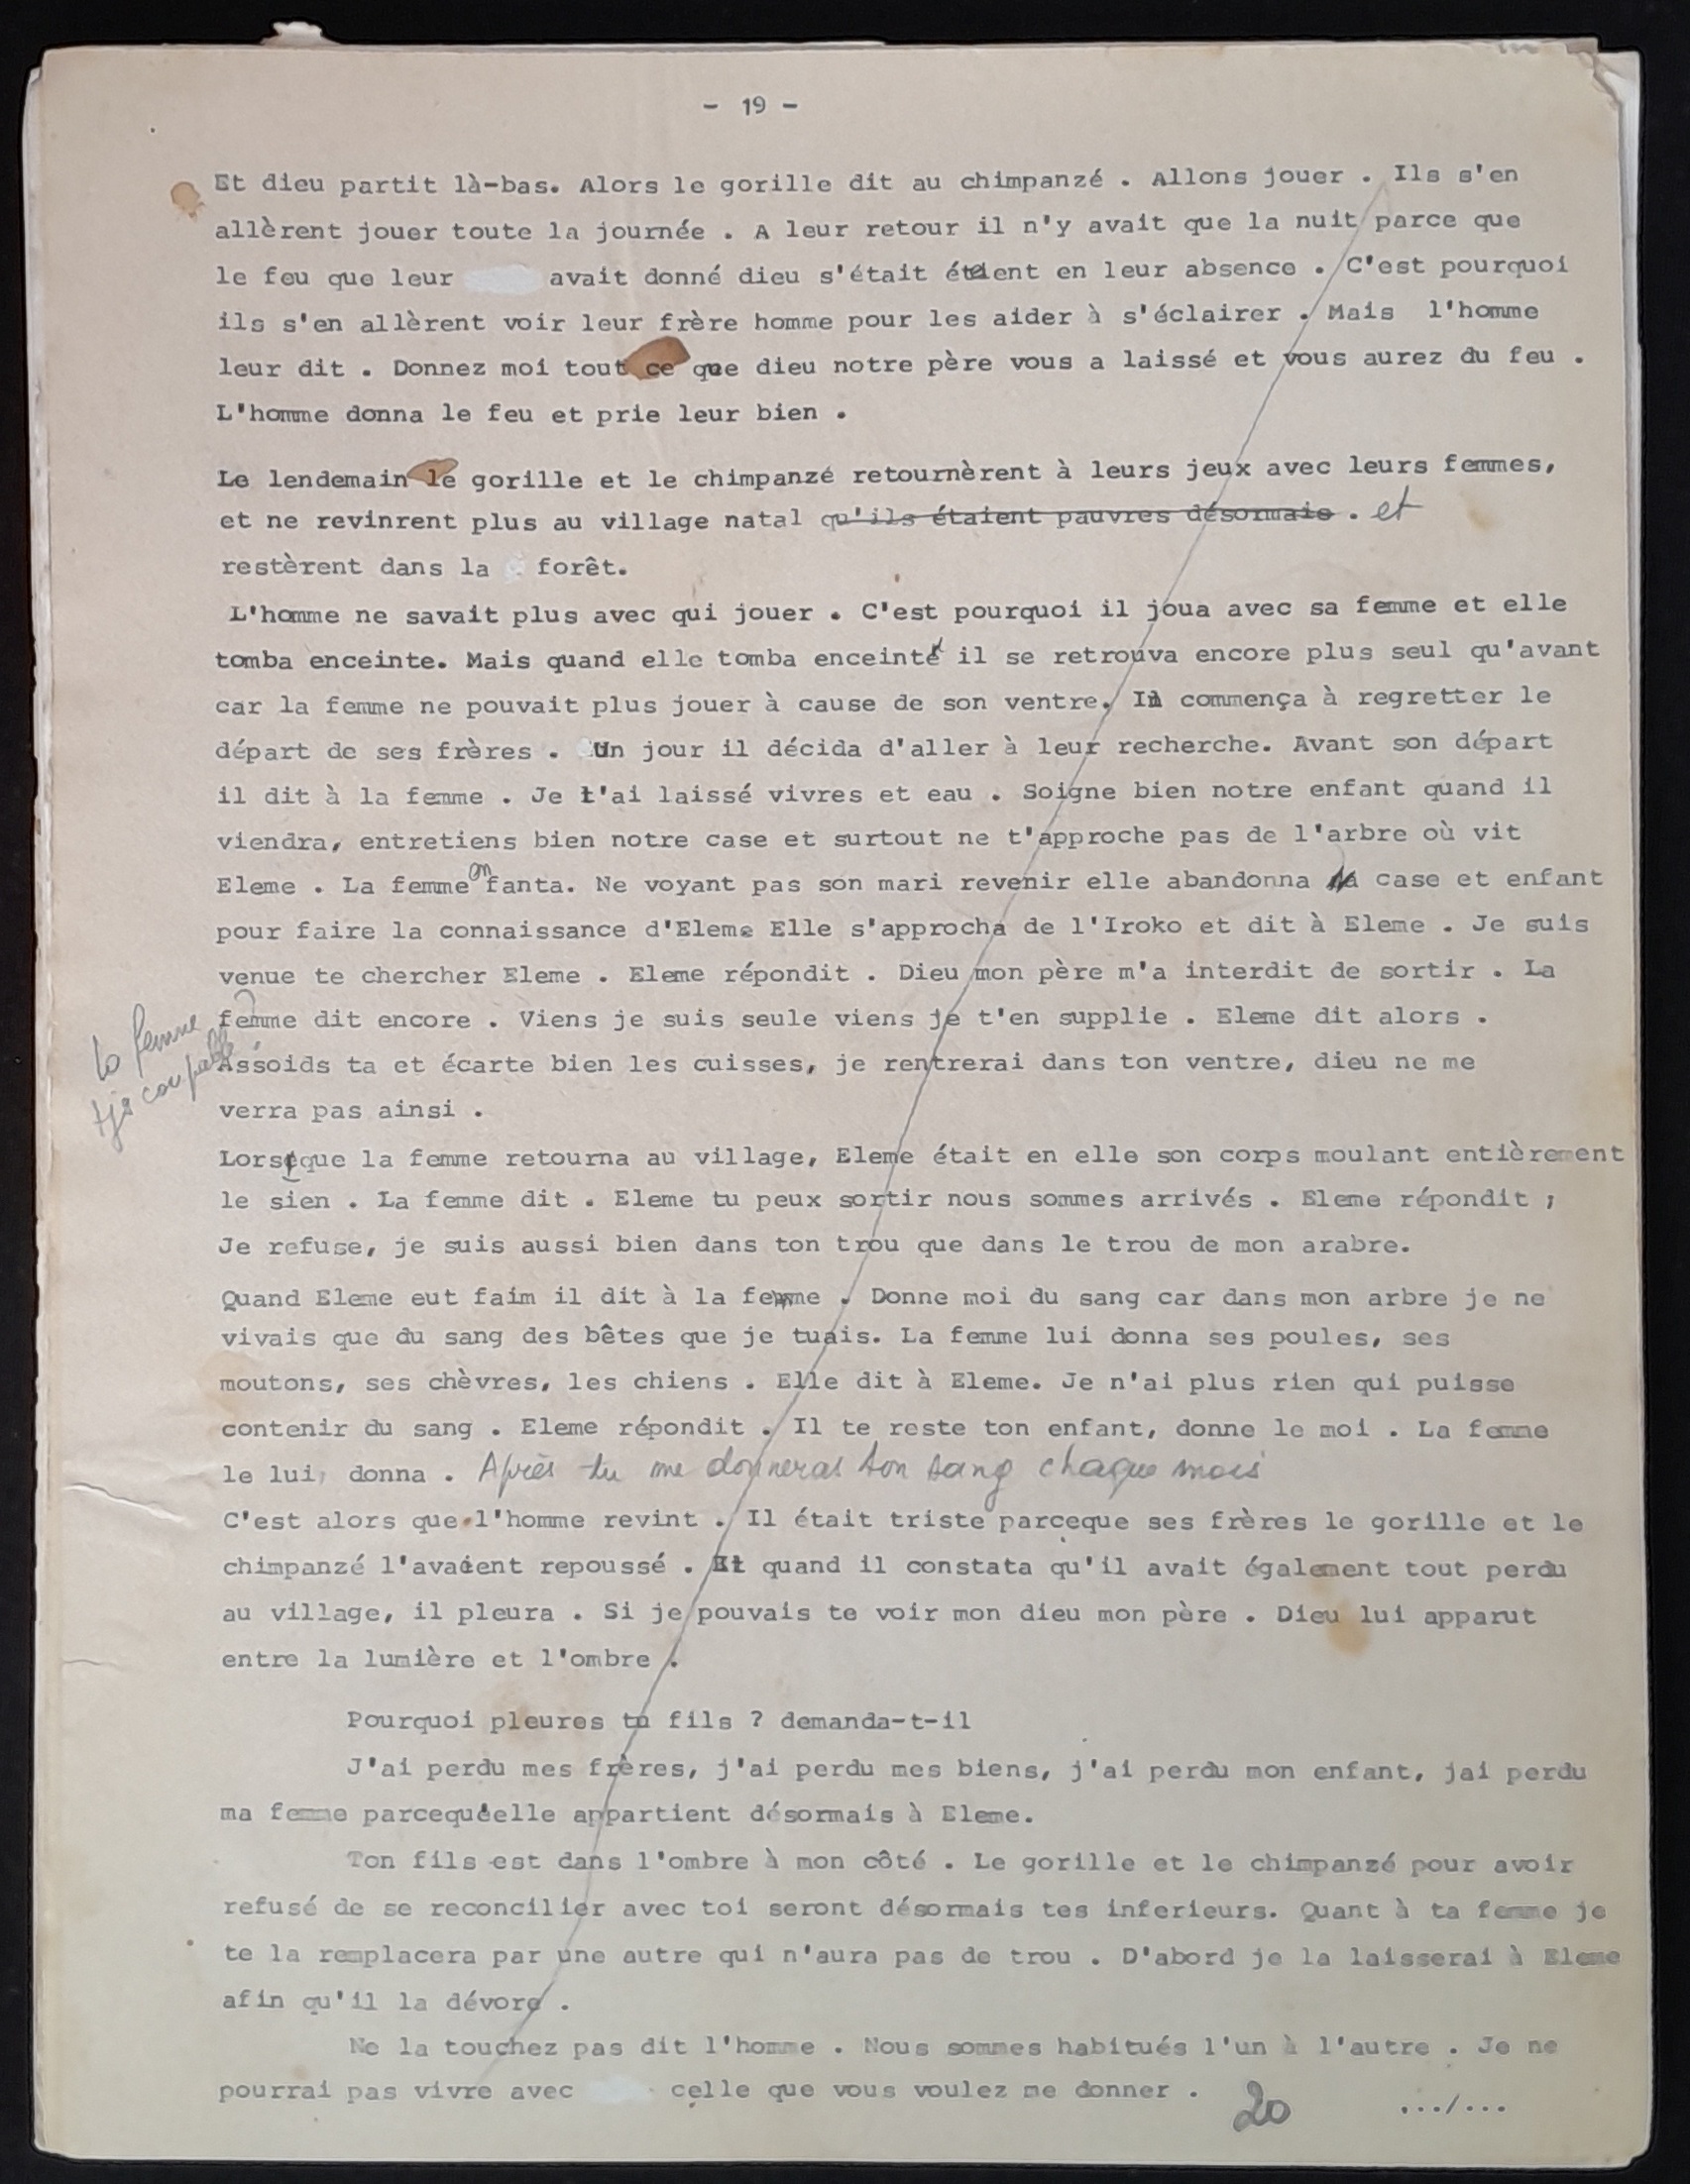 - 19 -
Et dieu partit là-bas. Alors le gorille dit au chimpanzé . Allons jouer . Ils s'en
allèrent jouer toute la journée . A leur retour il n'y avait que la nuit parce que
le feu que leur avait donné dieu s'était éteient en leur absence . C'est pourquoi
ils s'en allèrent voir leur frère homme pour les aider à s'éclairer . Mais l'homme
leur dit . Donnez moi tout ce que dieu notre père vous a laissé et vous aurez du feu .
L'homme donna le feu et prie leur bien .
Le lendemain le gorille et le chimpanzé retournèrent à leurs jeux avec leurs femmes,
et ne revinrent plus au village natal qu'ils étaient pauvres désormais . et
restèrent dans la forêt.
L'homme ne savait plus avec qui jouer . C'est pourquoi il joua avec sa femme et elle
tomba enceinte. Mais quand elle tomba enceinte il se retrouva encore plus seul qu'avant
car la femme ne pouvait plus jouer à cause de son ventre. Il commença à regretter le
départ de ses frères . Un jour il décida d'aller à leur recherche. Avant son départ
il dit à la femme . Je t'ai laissé vivres et eau . Soigne bien notre enfant quand il
viendra, entretiens bien notre case et surtout ne t'approche pas de l'arbre où vit
Eleme . La femme enfanta. Ne voyant pas son mari revenir elle abandonna case et enfant
pour faire la connaissance d'Eleme Elle s'approcha de l'Iroko et dit à Eleme . Je suis
venue te chercher Eleme . Eleme répondit . Dieu mon père m'a interdit de sortir . La
femme dit encore . Viens je suis seule viens je t'en supplie . Eleme dit alors .
la femme
tjs coupable ?
Assoids ta et écarte bien les cuisses, je rentrerai dans ton ventre, dieu ne me
verra pas ainsi .
Lorsque la femme retourna au village, Eleme était en elle son corps moulant entièrement
le sien . La femme dit . Eleme tu peux sortir nous sommes arrivés . Eleme répondit ;
Je refuse, je suis aussi bien dans ton trou que dans le trou de mon arabre.
Quand Eleme eut faim il dit à la femme . Donne moi du sang car dans mon arbre je ne
vivais que du sang des bêtes que je tuais. La femme lui donna ses poules, ses
moutons, ses chèvres, les chiens . Elle dit à Eleme. Je n'ai plus rien qui puisse
contenir du sang . Eleme répondit . Il te reste ton enfant, donne le moi . La femme
le lui donna . Après tu me donneras ton sang chaque mois
C'est alors que l'homme revint . Il était triste parceque ses frères le gorille et le
chimpanzé l'avaient repoussé . Et quand il constata qu'il avait également tout perdu
au village, il pleura . Si je pouvais te voir mon dieu mon père . Dieu lui apparut
entre la lumière et l'ombre .
Pourquoi pleures tu fils ? demanda-t-il
J'ai perdu mes frères, j'ai perdu mes biens, j'ai perdu mon enfant, jai perdu
ma femme parcequ'elle appartient désormais à Eleme.
Ton fils est dans l'ombre à mon côté . Le gorille et le chimpanzé pour avoir
refusé de se reconcilier avec toi seront désormais tes inferieurs. Quant à ta femme je
te la remplacera par une autre qui n'aura pas de trou . D'abord je la laisserai à Eleme
afin qu'il la dévore .
Ne la touchez pas dit l'homme . Nous sommes habitués l'un à l'autre . Je ne
pourrai pas vivre avec celle que vous voulez me donner .
20 .../...